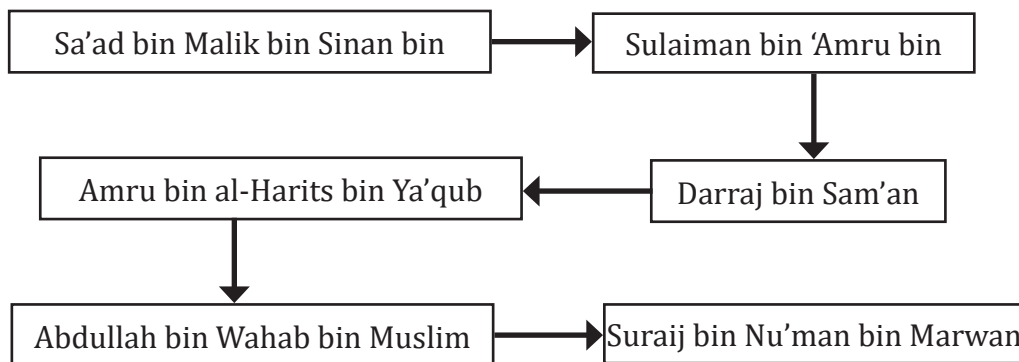 Sa’ad bin Malik bin Sinan bin
Sulaiman bin ‘Amru bin
Darraj bin Sam’an
Amru bin al-Harits bin Ya’qub
Abdullah bin Wahab bin Muslim
Suraij bin Nu’man bin Marwan